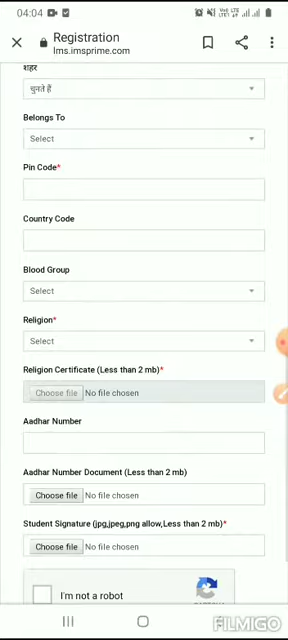 04:04
Registration
lms.imsprime.com
शहर
चुनते हैं
Belongs To
Select
Pin Code*
Country Code
Blood Group
Select
Religion*
Select
Religion Certificate (Less than 2 mb)*
Choose file No file chosen
Aadhar Number
Aadhar Number Document (Less than 2 mb)
Choose file No file chosen
Student Signature (jpg,jpeg,png allow,Less than 2 mb)*
Choose file No file chosen
I'm not a robot
FILMIGO